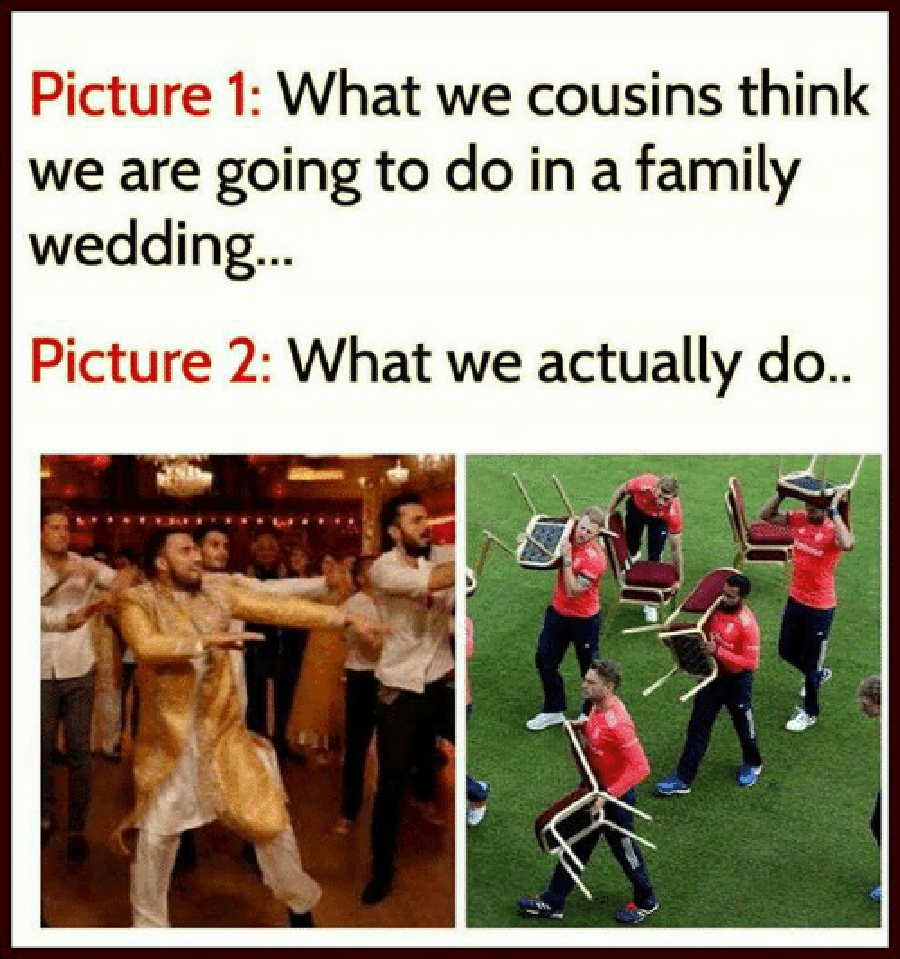 Picture 1: What we cousins think
we are going to do in a family
wedding...
Picture 2: What we actually do..